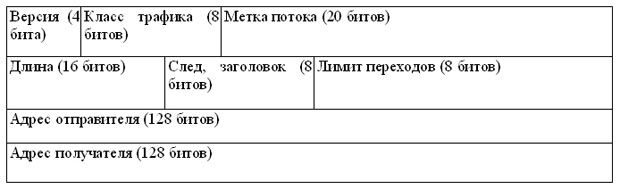 Версия (4 Класс трафика (8 Метка потока (20 битов)
бита) битов)
Длина (16 битов) След, заголовок (8 Лимит переходов (8 битов)
битов)
Адрес отправителя (128 битов)
Адрес получателя (128 битов)